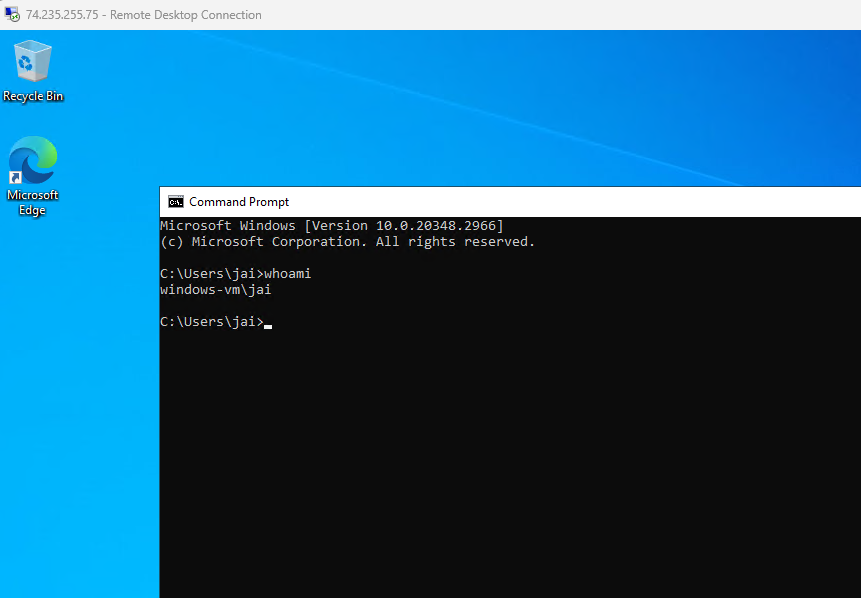 74.235.255.75 - Remote Desktop Connection
Recycle Bin
Microsoft
Edge
Command Prompt
Microsoft Windows [Version 10.0.20348.2966]
(c) Microsoft Corporation. All rights reserved.
C:\Users\jai>whoami
windows-vm\jai
C:\Users\jai>